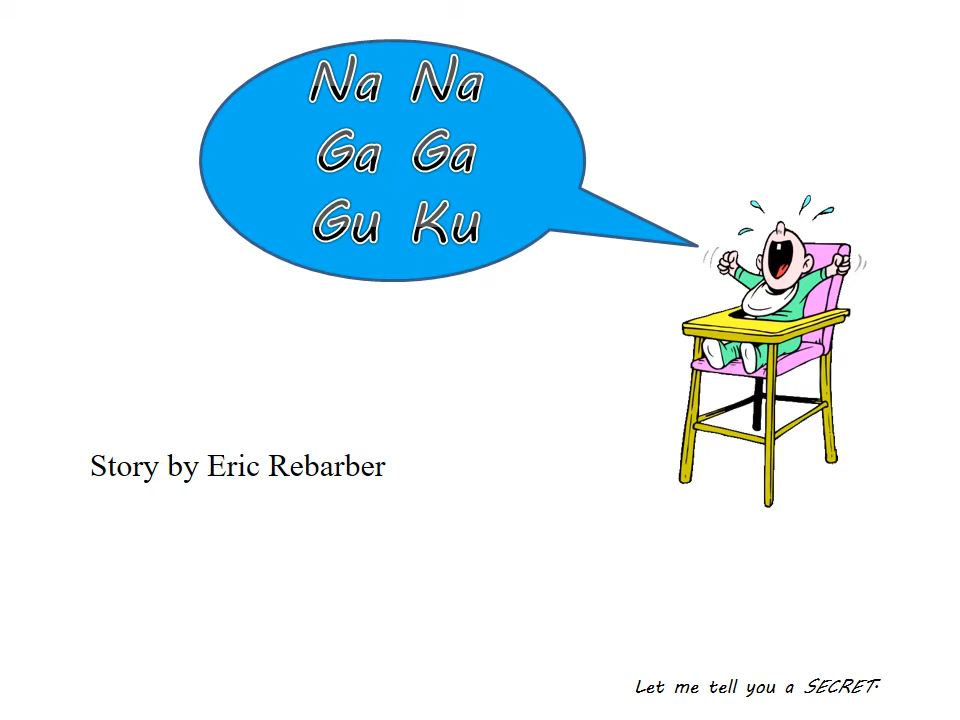 Na Na
Ga Ga
Gu Ku
Story by Eric Rebarber
Let me tell you a SECRET.